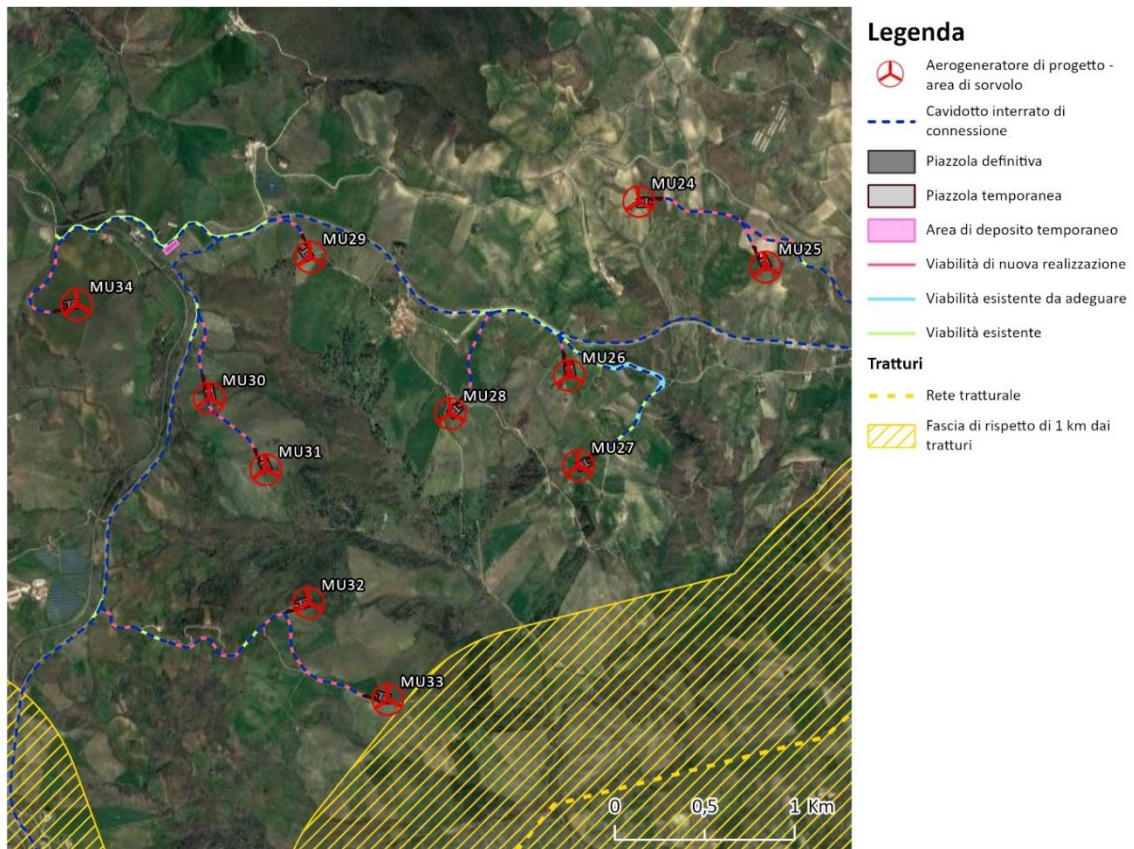 Legenda
Aerogeneratore di progetto -
area di sorvolo
Cavidotto interrato di
connessione
Piazzola definitiva
Piazzola temporanea
Area di deposito temporaneo
Viabilità di nuova realizzazione
Viabilità esistente da adeguare
Viabilità esistente
Tratturi
Rete tratturale
Fascia di rispetto di 1 km dai
tratturi
MU24
MU29
MU25
MU34
MU26
MU30
MU28
MU31
MU27
MU32
MU33
0 0,5 1 Km